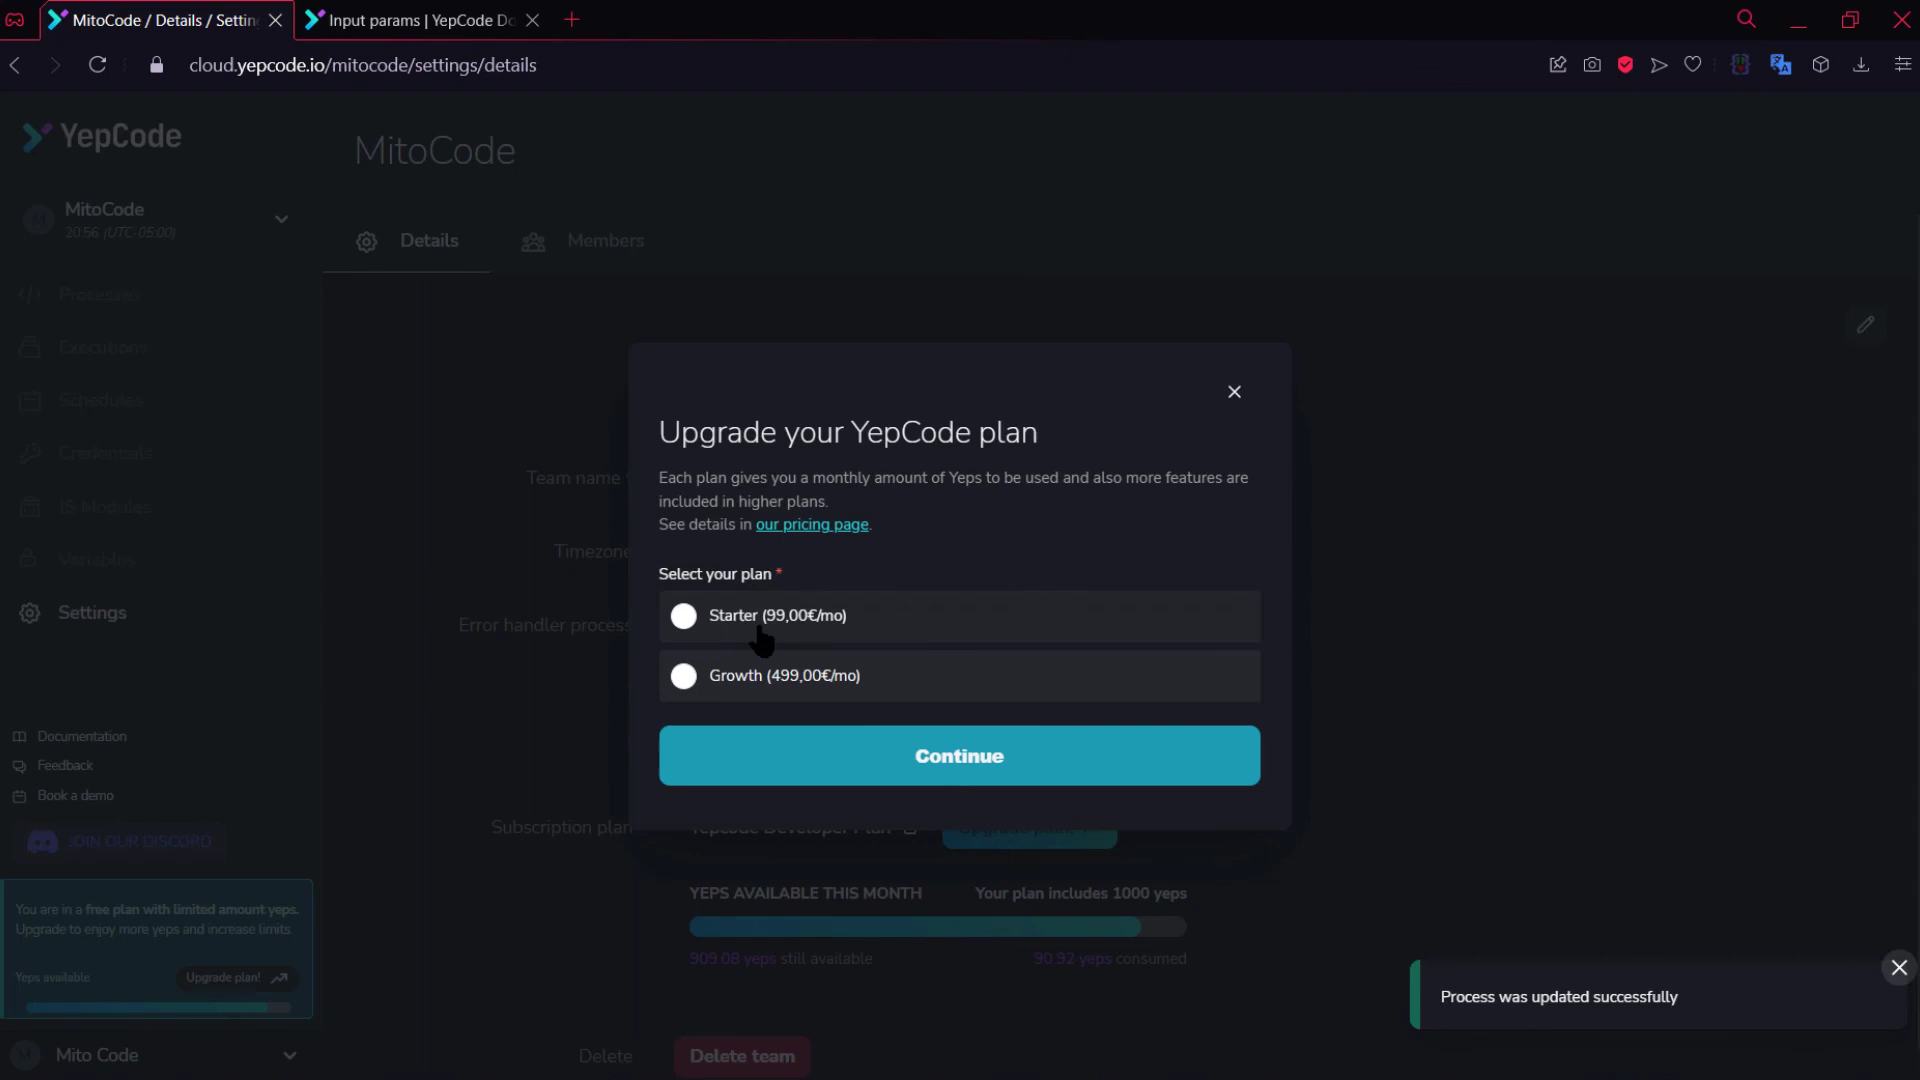 MitoCode / Details / Settin
Input params | YepCode Do
cloud.yepcode.io/mitocode/settings/details
YepCode
MitoCode
MitoCode
20:56 (UTC-05:00)
Details
Members
Processes
Executions
Schedules
Credentials
JS Modules
Variables
Settings
Team name
Timezone
Error handler process
Subscription plan
Upgrade your YepCode plan
Each plan gives you a monthly amount of Yeps to be used and also more features are
included in higher plans.
See details in our pricing page.
Select your plan *
Starter (99,00€/mo)
Growth (499,00€/mo)
Continue
Yepcode Developer Plan
YEPS AVAILABLE THIS MONTH
Your plan includes 1000 yeps
909.08 yeps still available
90.92 yeps consumed
Documentation
Feedback
Book a demo
JOIN OUR DISCORD
You are in a free plan with limited amount yeps.
Upgrade to enjoy more yeps and increase limits.
Yeps available
Upgrade plan!
M
Mito Code
Delete
Delete team
Process was updated successfully